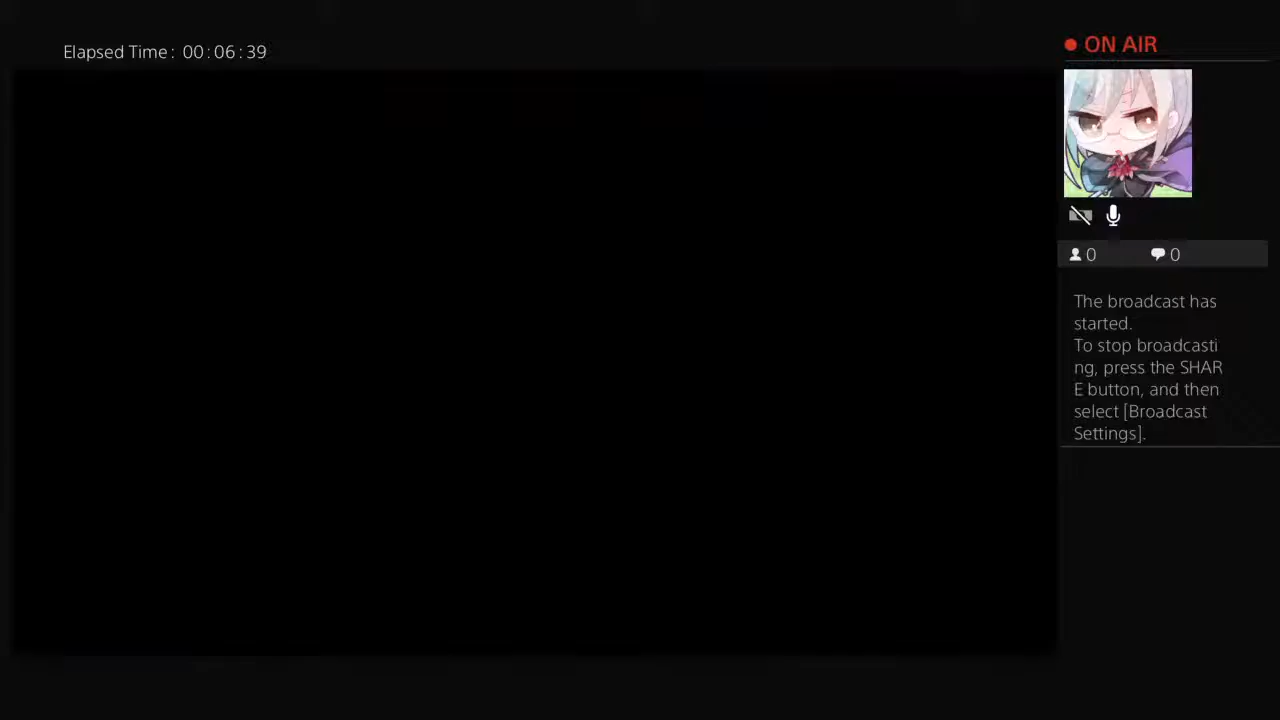 Elapsed Time: 00:06:39
ON AIR
0 0
The broadcast has
started.
To stop broadcasti
ng, press the SHAR
E button, and then
select [Broadcast
Settings].